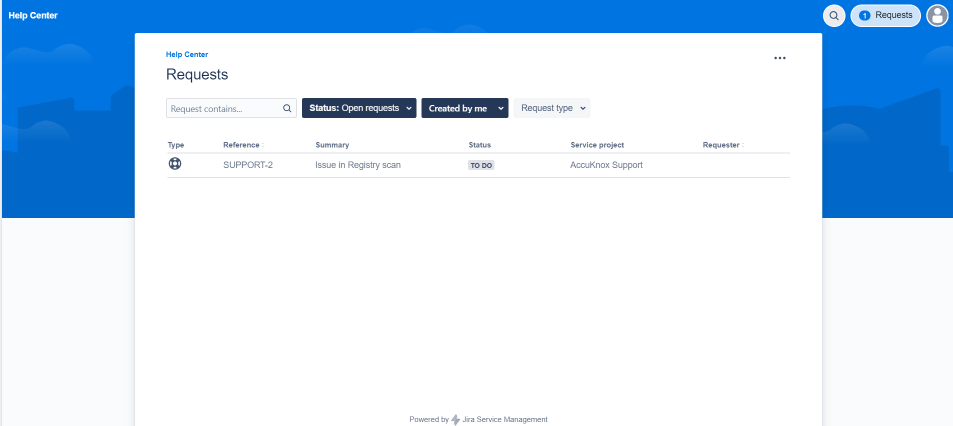 Help Center
1 Requests
Help Center
Requests
Request contains...
Status: Open requests
Created by me
Request type
Type Reference Summary Status Service project Requester
SUPPORT-2 Issue in Registry scan TO DO AccuKnox Support
Powered by Jira Service Management